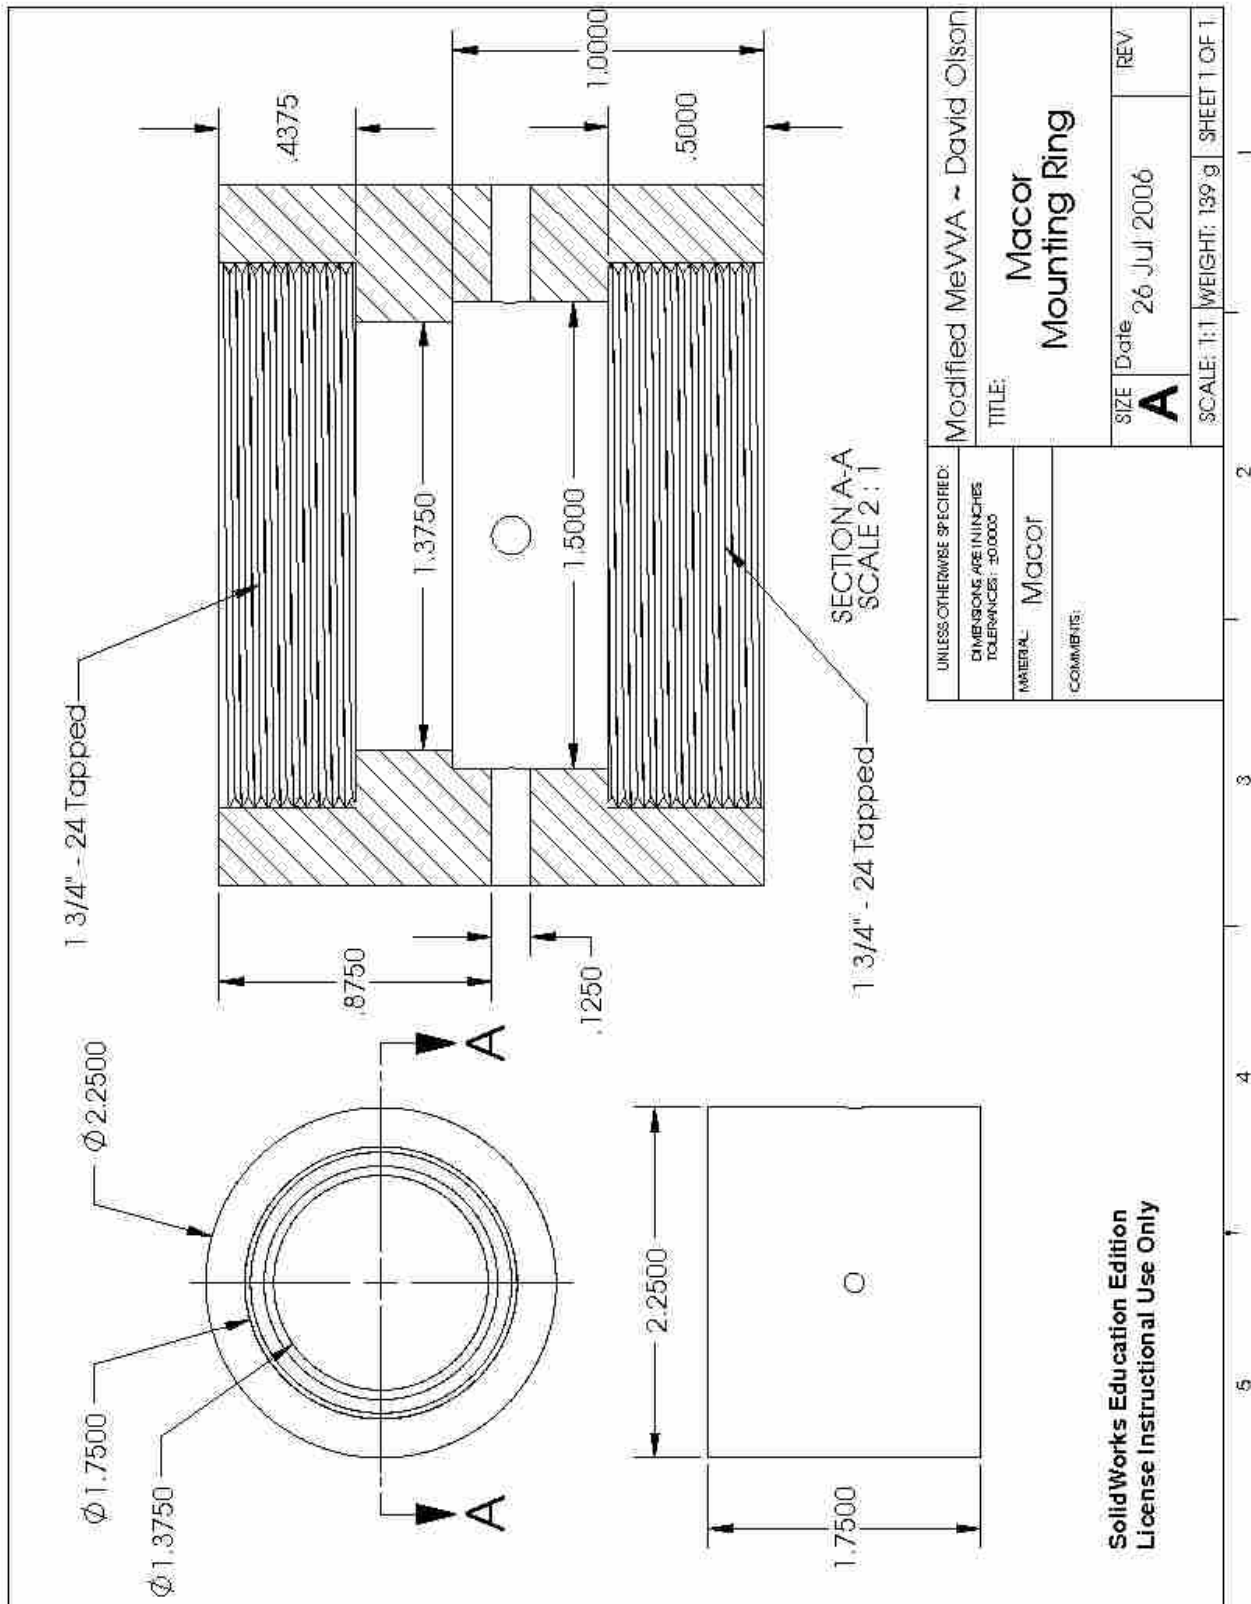 Ø1.7500
Ø1.3750
Ø2.2500
A
A
1 3/4" - 24 Tapped
.4375
1.0000
.8750
.1250
1.3750
1.5000
.5000
1 3/4" - 24 Tapped
SECTION A-A
SCALE 2 : 1
2.2500
1.7500
SolidWorks Education Edition
License Instructional Use Only
UNLESS OTHERWISE SPECIFIED:
DIMENSIONS ARE IN INCHES
TOLERANCES: ±0.0005
MATERIAL: Macor
COMMENTS:
Modified MeVVA ~ David Olson
TITLE:
Macor
Mounting Ring
SIZE
A
Date
26 Jul 2006
REV
SCALE: 1:1
WEIGHT: 139 g
SHEET 1 OF 1
5
4
3
2
1